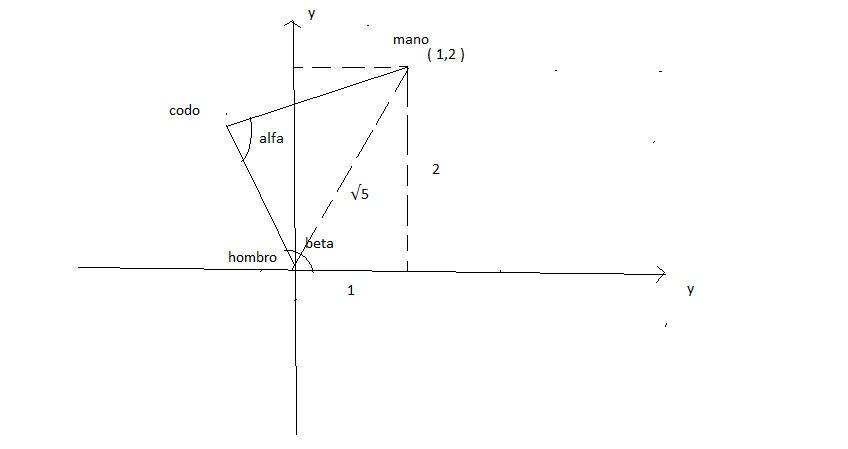 y
mano
( 1,2 )
codo
alfa
2
√5
beta
hombro
1
y